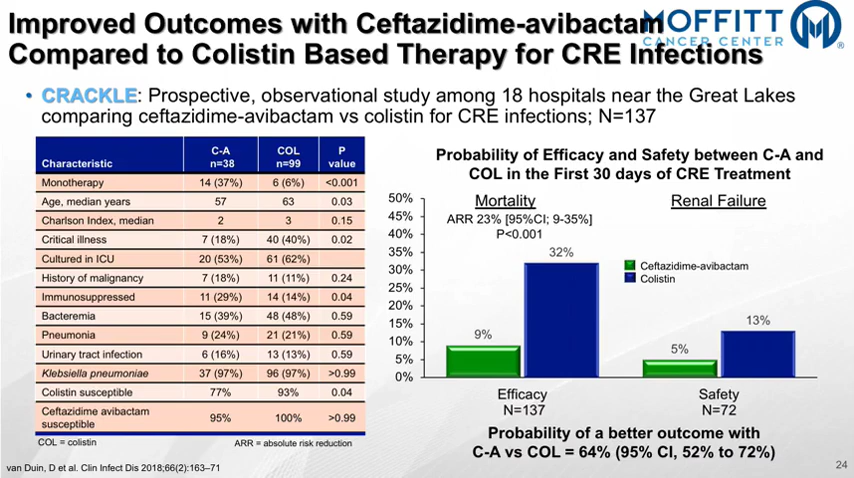 Improved Outcomes with Ceftazidime-avibactam
Compared to Colistin Based Therapy for CRE Infections
MOFFITT
CANCER CENTER
®
• CRACKLE: Prospective, observational study among 18 hospitals near the Great Lakes
comparing ceftazidime-avibactam vs colistin for CRE infections; N=137
Characteristic C-A n=38 COL n=99 P value
Monotherapy 14 (37%) 6 (6%) <0.001
Age, median years 57 63 0.03
Charlson Index, median 2 3 0.15
Critical illness 7 (18%) 40 (40%) 0.02
Cultured in ICU 20 (53%) 61 (62%)
History of malignancy 7 (18%) 11 (11%) 0.24
Immunosuppressed 11 (29%) 14 (14%) 0.04
Bacteremia 15 (39%) 48 (48%) 0.59
Pneumonia 9 (24%) 21 (21%) 0.59
Urinary tract infection 6 (16%) 13 (13%) 0.59
Klebsiella pneumoniae 37 (97%) 96 (97%) >0.99
Colistin susceptible 77% 93% 0.04
Ceftazidime avibactam
susceptible 95% 100% >0.99
COL = colistin ARR = absolute risk reduction
Probability of Efficacy and Safety between C-A and
COL in the First 30 days of CRE Treatment
Mortality Renal Failure
ARR 23% [95%CI; 9-35%]
P<0.001
50%
45%
40%
35%
30%
25%
20%
15%
10%
5%
0%
9%
32%
5%
13%
Ceftazidime-avibactam
Colistin
Efficacy
N=137
Safety
N=72
Probability of a better outcome with
C-A vs COL = 64% (95% CI, 52% to 72%)
van Duin, D et al. Clin Infect Dis 2018;66(2):163–71
24